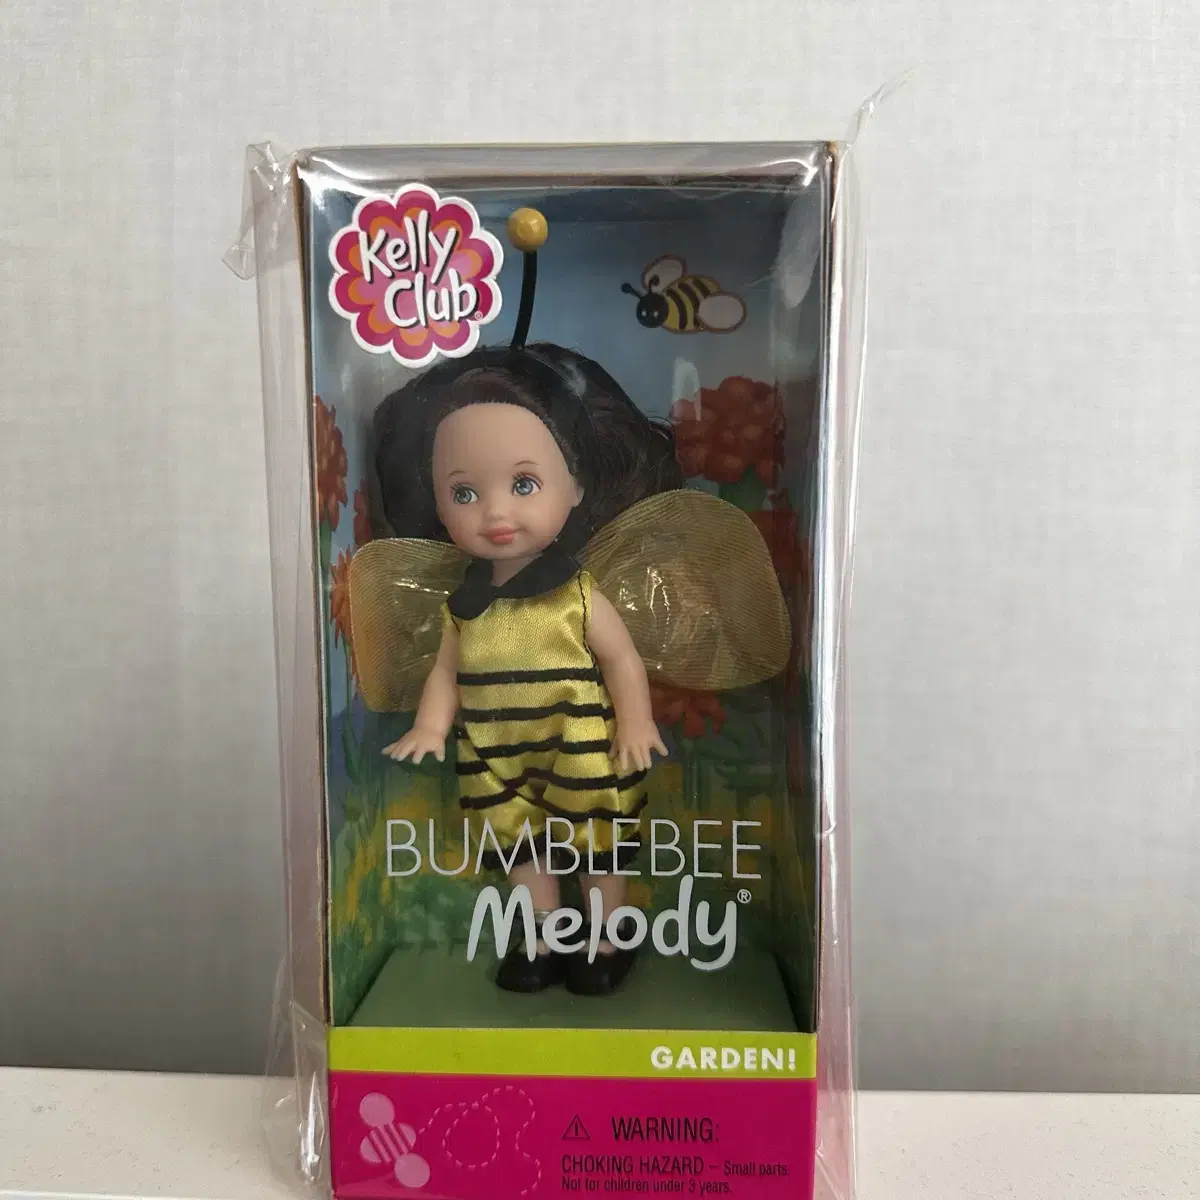 Kelly
Club®
BUMBLEBEE
Melody®
GARDEN!
⚠ WARNING:
CHOKING HAZARD – Small parts.
Not for children under 3 years.